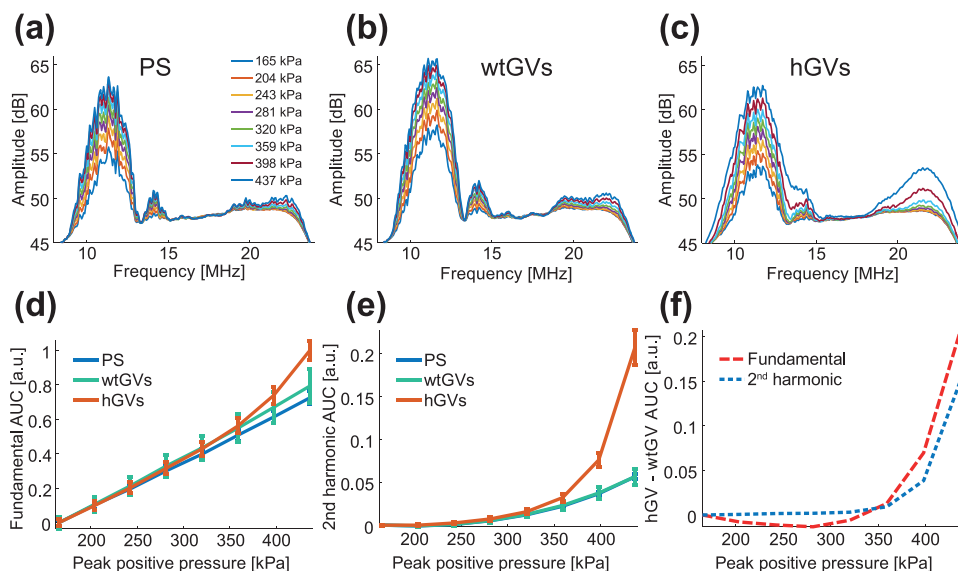 (a)
PS
Amplitude [dB]
65
60
55
50
45
10
15
20
Frequency [MHz]
165 kPa
204 kPa
243 kPa
281 kPa
320 kPa
359 kPa
398 kPa
437 kPa
(b)
wtGVs
Amplitude [dB]
65
60
55
50
45
10
15
20
Frequency [MHz]
(c)
hGVs
Amplitude [dB]
65
60
55
50
45
10
15
20
Frequency [MHz]
(d)
PS
wtGVs
hGVs
Fundamental AUC [a.u.]
1
0.8
0.6
0.4
0.2
0
200
250
300
350
400
Peak positive pressure [kPa]
(e)
PS
wtGVs
hGVs
2nd harmonic AUC [a.u.]
0.2
0.15
0.1
0.05
0
200
250
300
350
400
Peak positive pressure [kPa]
(f)
Fundamental
2nd harmonic
hGV - wtGV AUC [a.u.]
0.20
0.15
0.10
0.05
0
200
250
300
350
400
Peak positive pressure [kPa]